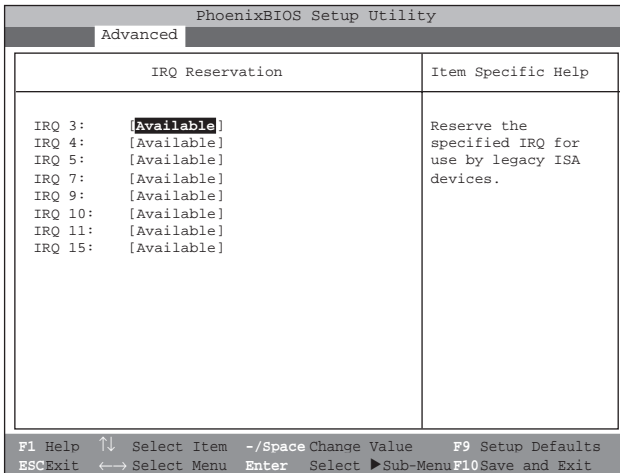 PhoenixBIOS Setup Utility
Advanced
IRQ Reservation
Item Specific Help
IRQ 3: [Available]
IRQ 4: [Available]
IRQ 5: [Available]
IRQ 7: [Available]
IRQ 9: [Available]
IRQ 10: [Available]
IRQ 11: [Available]
IRQ 15: [Available]
Reserve the
specified IRQ for
use by legacy ISA
devices.
F1 Help ↑↓ Select Item -/Space Change Value F9 Setup Defaults
ESC Exit ←→ Select Menu Enter Select ▶Sub-Menu F10 Save and Exit